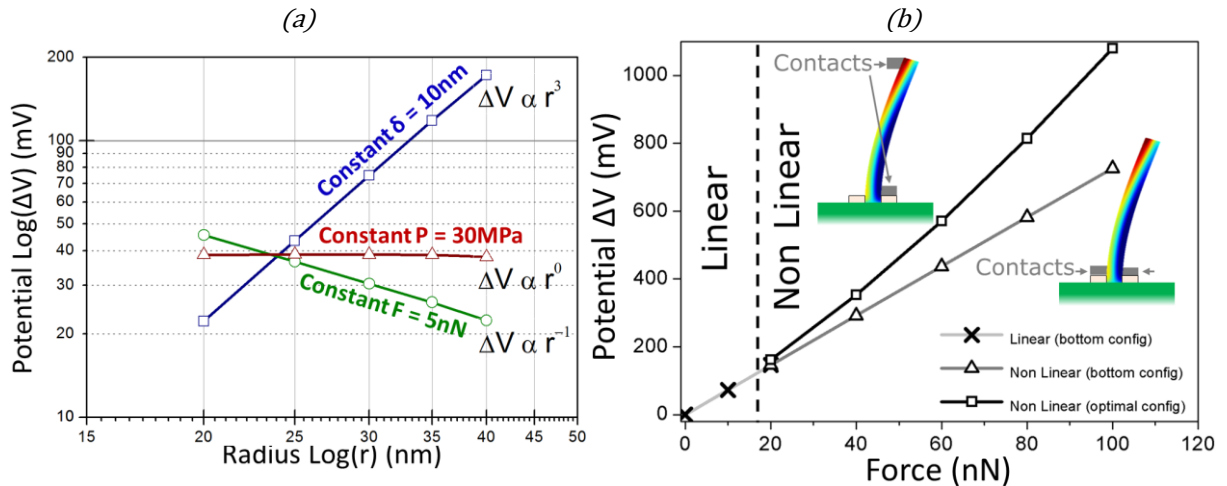 (a)
Potential Log(ΔV) (mV)
200
100
90
80
70
60
50
40
30
20
10
Constant δ = 10nm
ΔV α r³
Constant P = 30MPa
ΔV α r⁰
Constant F = 5nN
ΔV α r⁻¹
15
20
25
30
35
40
45
50
Radius Log(r) (nm)
(b)
Potential ΔV (mV)
1000
800
600
400
200
0
Linear
Non Linear
Contacts
Contacts
Linear (bottom config)
Non Linear (bottom config)
Non Linear (optimal config)
0
20
40
60
80
100
120
Force (nN)